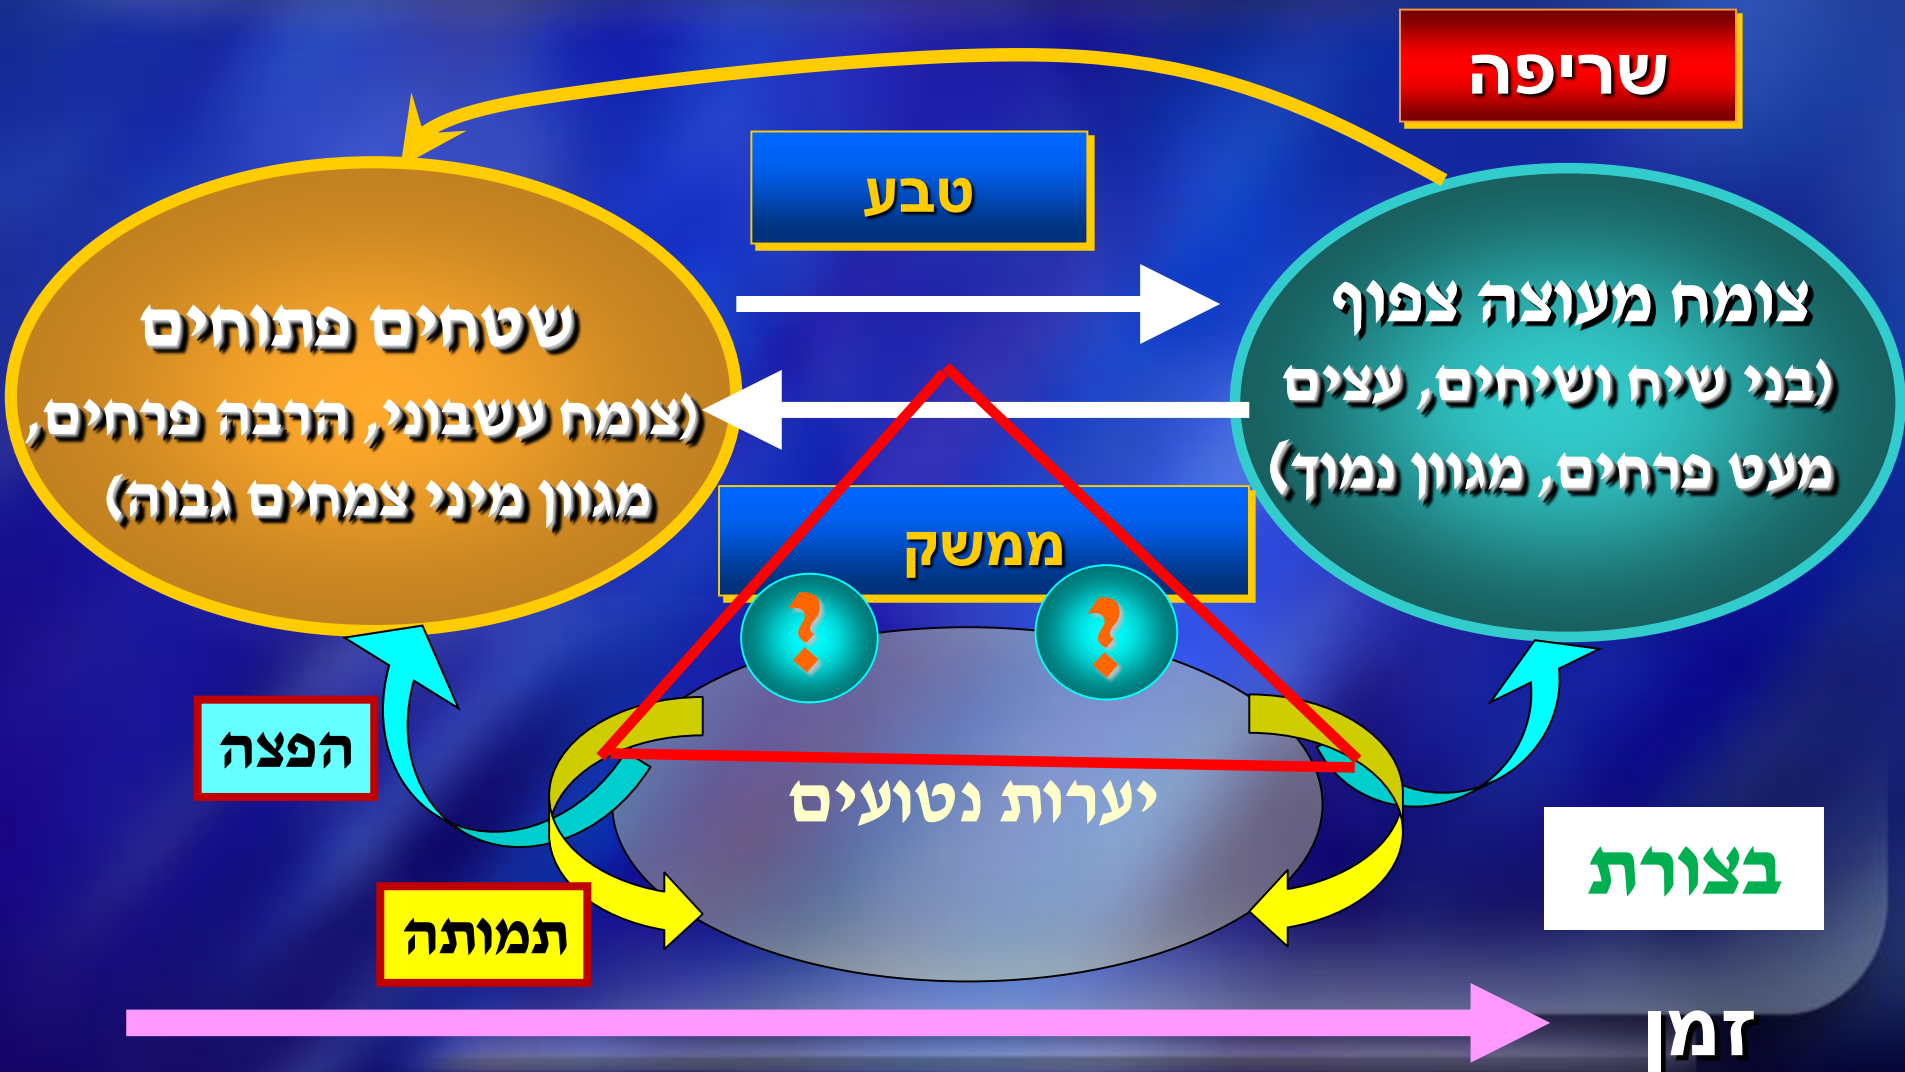 שריפה
טבע
צומח מעוצה צפוף
(בני שיח ושיחים, עצים
מעט פרחים, מגוון נמוך)
שטחים פתוחים
(צומח עשבוני, הרבה פרחים,
מגוון מיני צמחים גבוה)
ממשק
? ?
הפצה
יערות נטועים
בצורת
תמותה
זמן